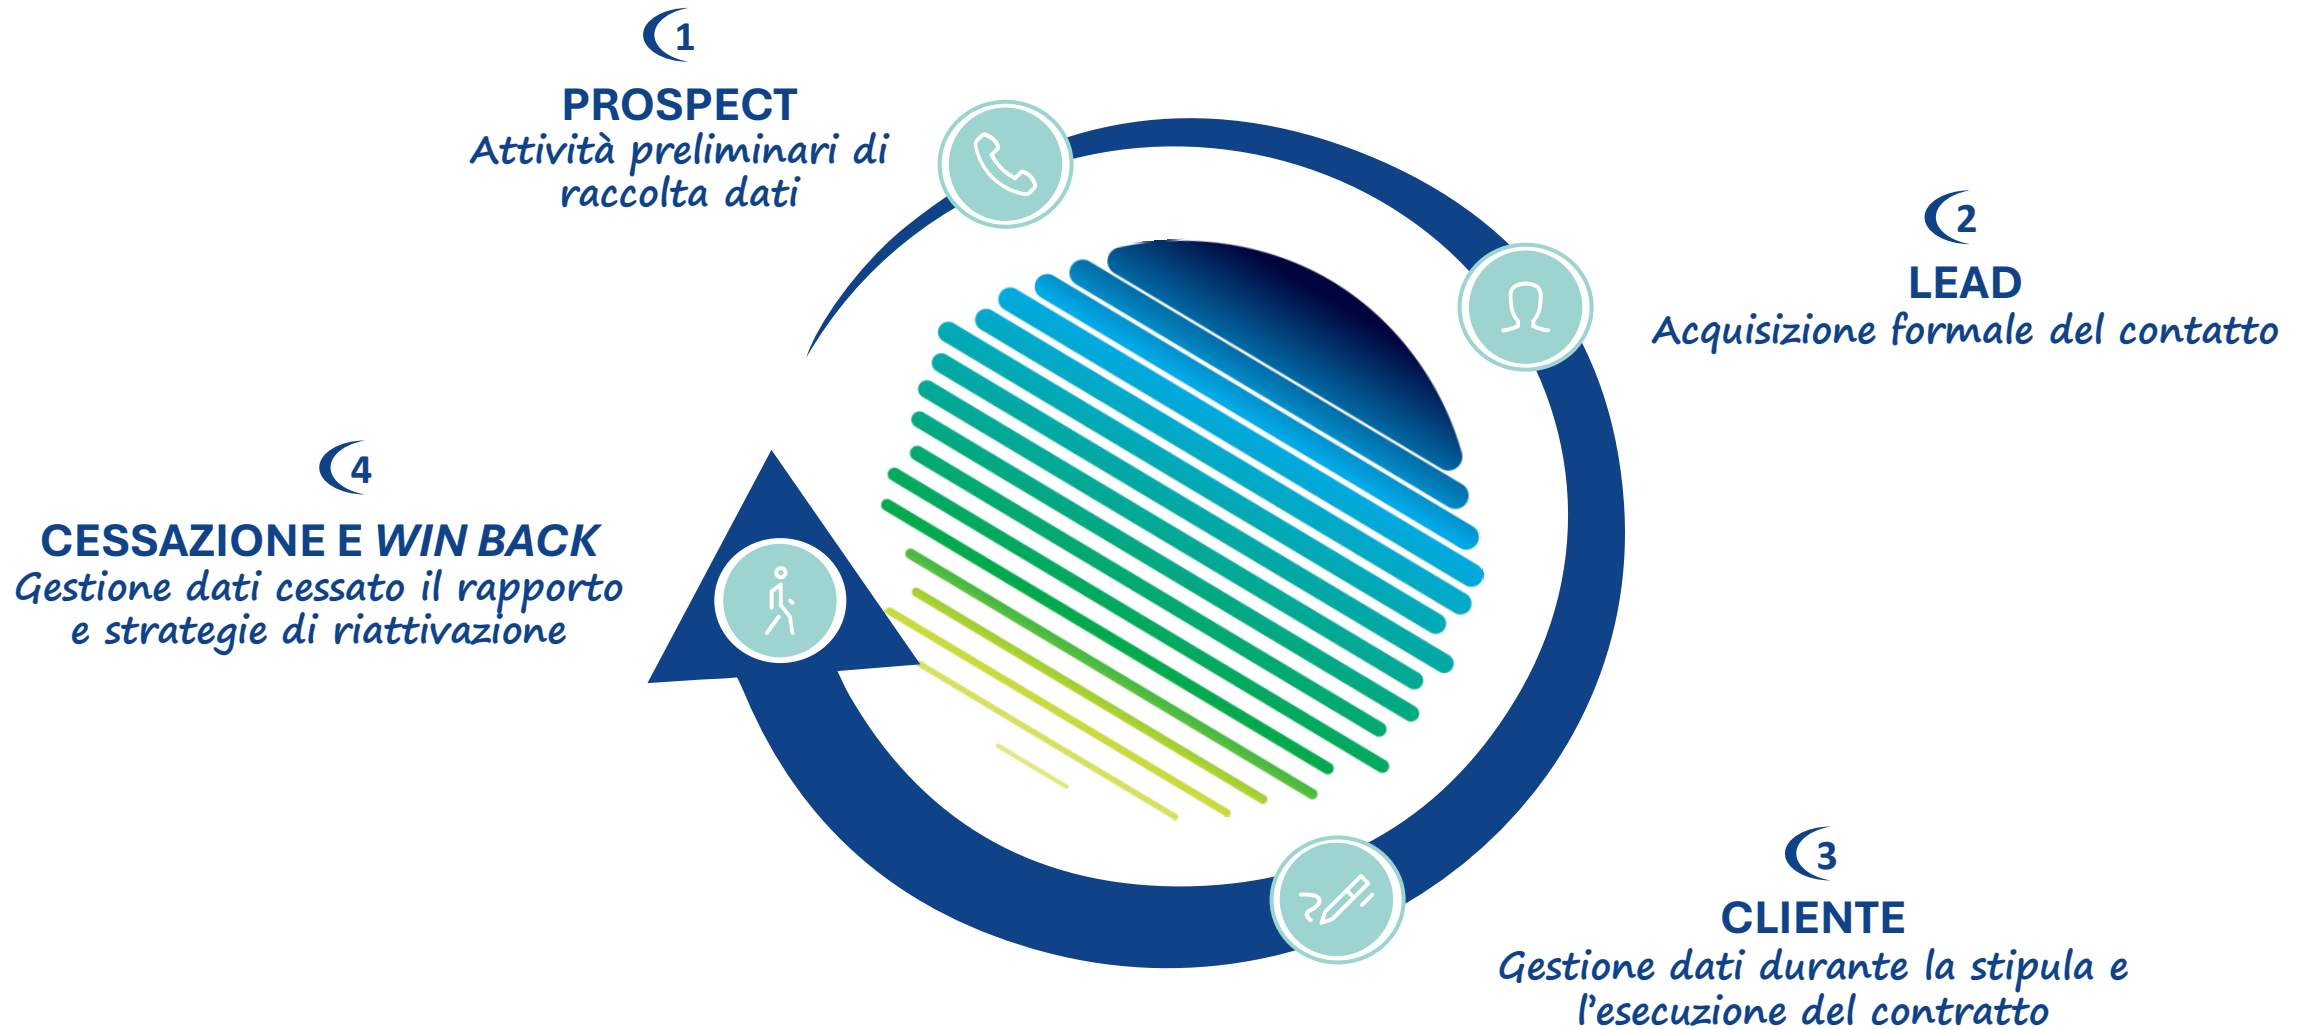 1
PROSPECT
Attività preliminari di
raccolta dati
2
LEAD
Acquisizione formale del contatto
3
CLIENTE
Gestione dati durante la stipula e
l’esecuzione del contratto
4
CESSAZIONE E WIN BACK
Gestione dati cessato il rapporto
e strategie di riattivazione